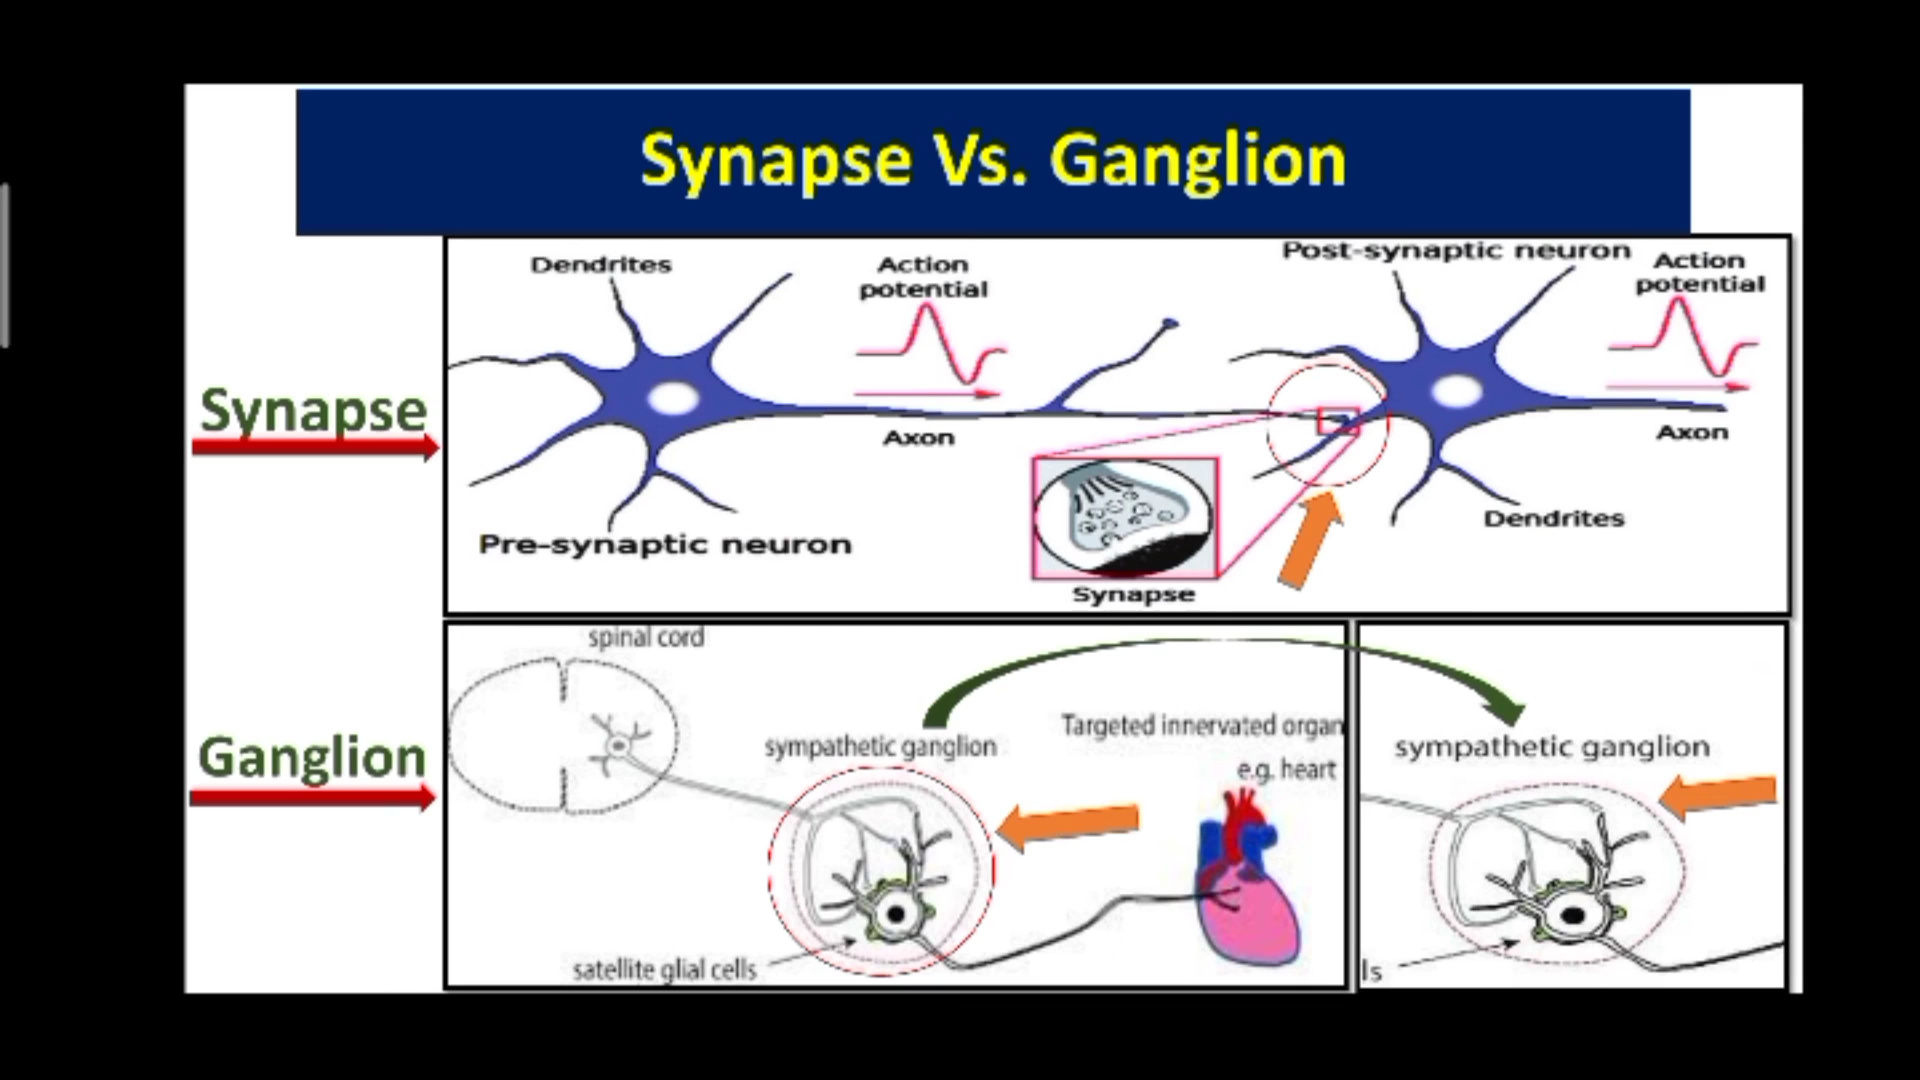 Synapse Vs. Ganglion
Dendrites
Action
potential
Post-synaptic neuron
Action
potential
Synapse
Axon
Axon
Pre-synaptic neuron
Dendrites
Synapse
spinal cord
Ganglion
sympathetic ganglion
Targeted innervated organ
e.g. heart
satellite glial cells
sympathetic ganglion
ls